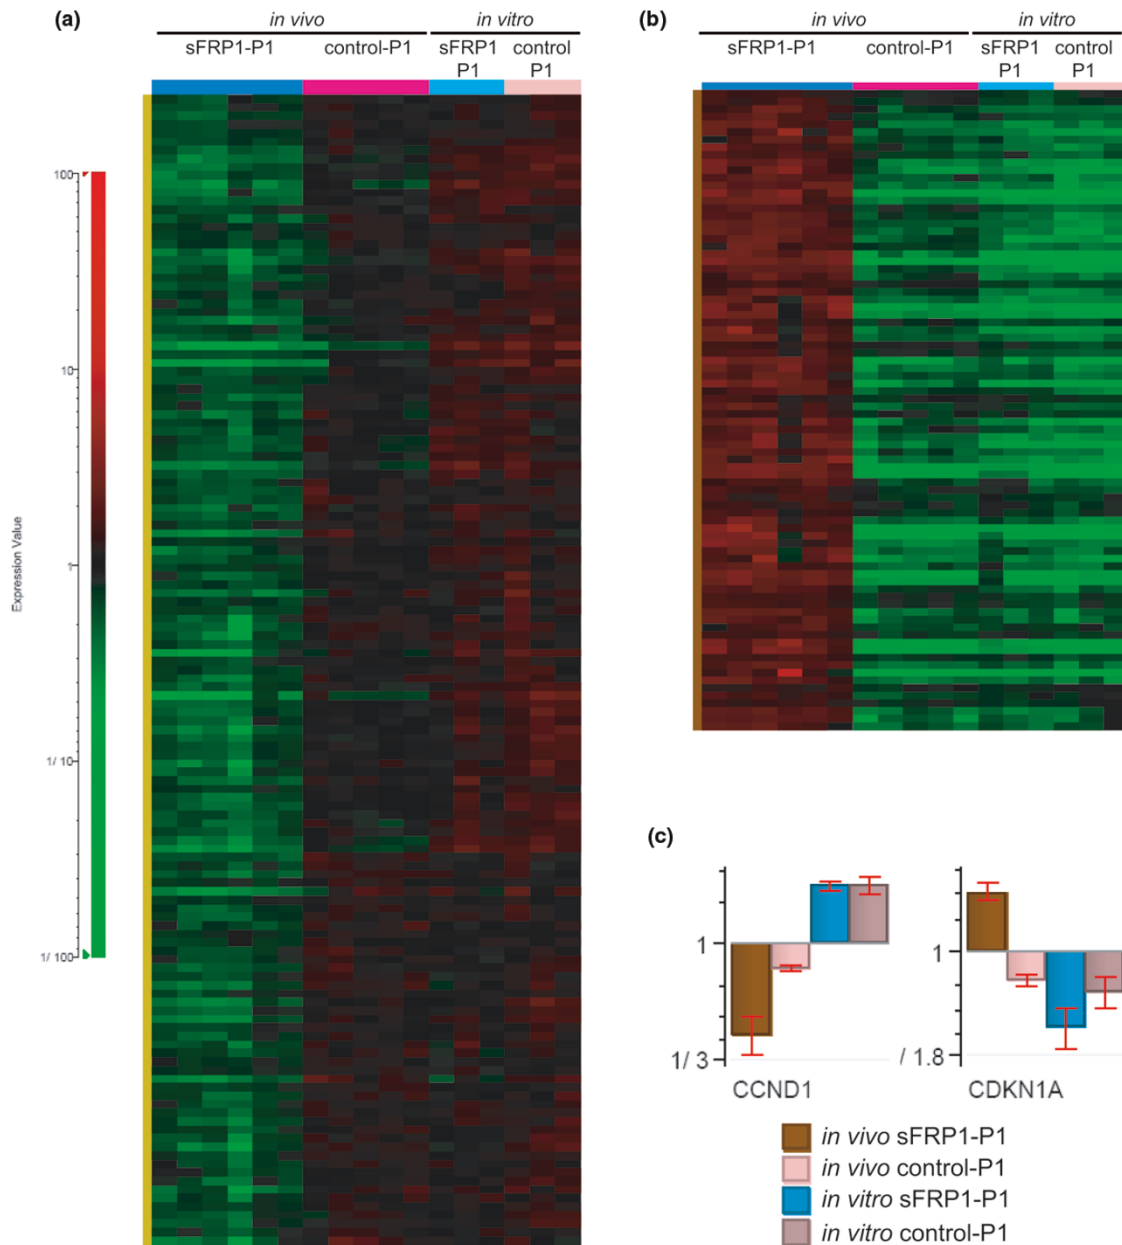 (a)
in vivo
in vitro
sFRP1-P1
control-P1
sFRP1
P1
control
P1
100
10
1
1/ 10
1/ 100
Expression Value
(b)
in vivo
in vitro
sFRP1-P1
control-P1
sFRP1
P1
control
P1
(c)
1
1/ 3
CCND1
1
/ 1.8
CDKN1A
in vivo sFRP1-P1
in vivo control-P1
in vitro sFRP1-P1
in vitro control-P1